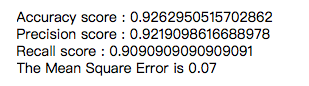 Accuracy score : 0.9262950515702862
Precision score : 0.9219098616688978
Recall score : 0.9090909090909091
The Mean Square Error is 0.07